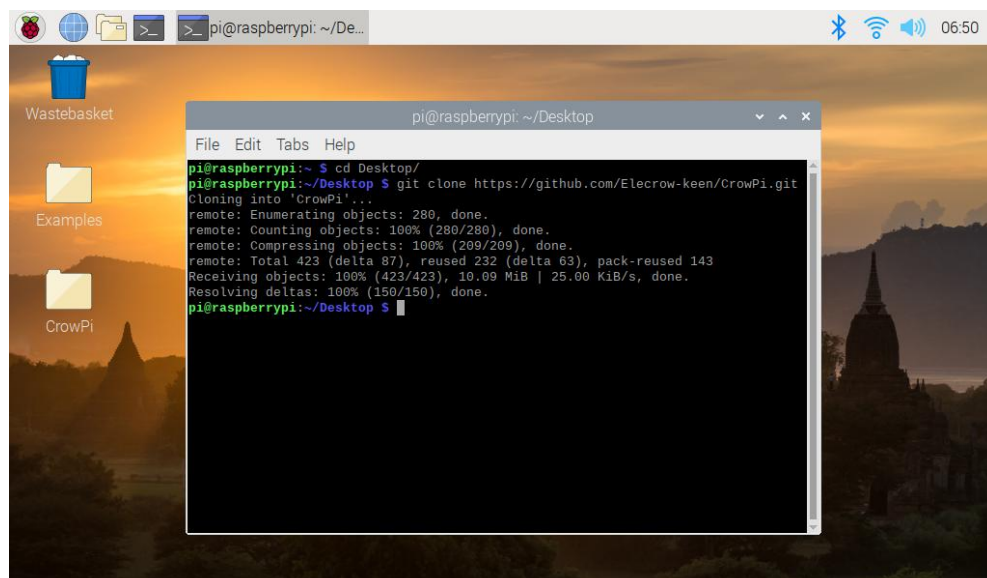 pi@raspberrypi: ~/De...
06:50
Wastebasket
Examples
CrowPi
pi@raspberrypi: ~/Desktop
File Edit Tabs Help
pi@raspberrypi:~ $ cd Desktop/
pi@raspberrypi:~/Desktop $ git clone https://github.com/Elecrow-keen/CrowPi.git
Cloning into 'CrowPi'...
remote: Enumerating objects: 280, done.
remote: Counting objects: 100% (280/280), done.
remote: Compressing objects: 100% (209/209), done.
remote: Total 423 (delta 87), reused 232 (delta 63), pack-reused 143
Receiving objects: 100% (423/423), 10.09 MiB | 25.00 KiB/s, done.
Resolving deltas: 100% (150/150), done.
pi@raspberrypi:~/Desktop $